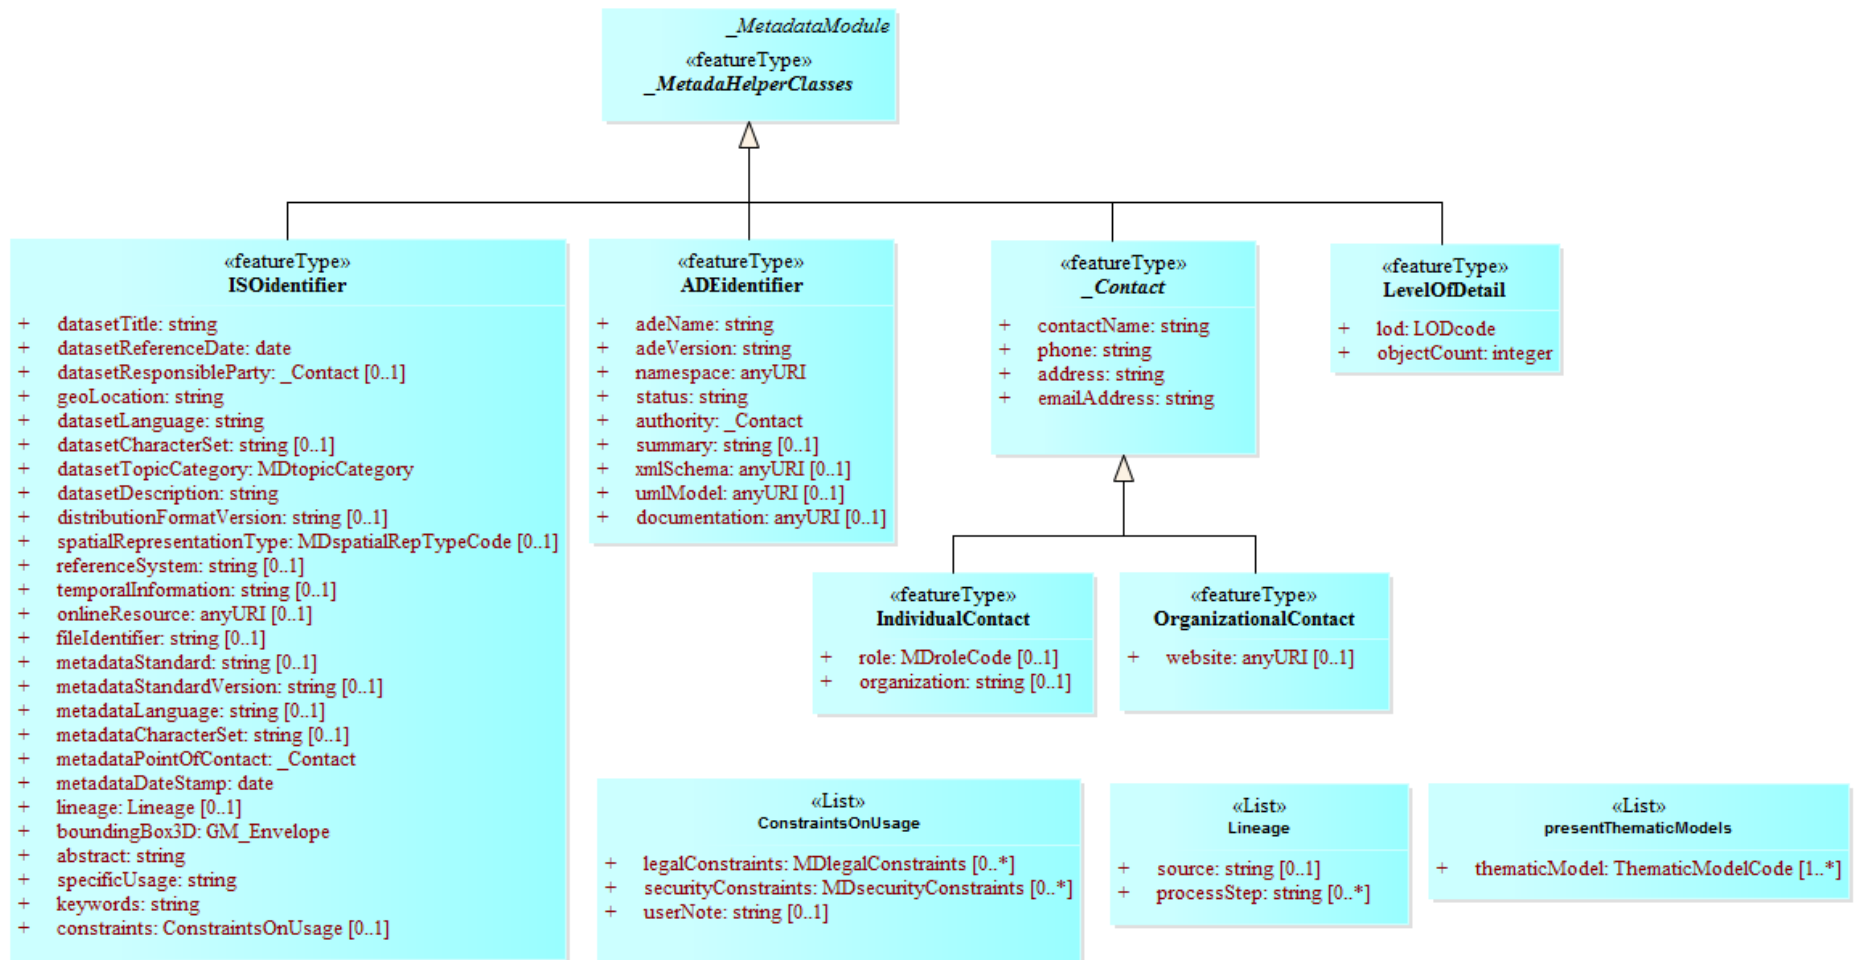 _MetadataModule
«featureType»
_MetadaHelperClasses
«featureType»
ISOidentifier
+ datasetTitle: string
+ datasetReferenceDate: date
+ datasetResponsibleParty: _Contact [0..1]
+ geoLocation: string
+ datasetLanguage: string
+ datasetCharacterSet: string [0..1]
+ datasetTopicCategory: MDtopicCategory
+ datasetDescription: string
+ distributionFormatVersion: string [0..1]
+ spatialRepresentationType: MDspatialRepTypeCode [0..1]
+ referenceSystem: string [0..1]
+ temporalInformation: string [0..1]
+ onlineResource: anyURI [0..1]
+ fileIdentifier: string [0..1]
+ metadataStandard: string [0..1]
+ metadataStandardVersion: string [0..1]
+ metadataLanguage: string [0..1]
+ metadataCharacterSet: string [0..1]
+ metadataPointOfContact: _Contact
+ metadataDateStamp: date
+ lineage: Lineage [0..1]
+ boundingBox3D: GM_Envelope
+ abstract: string
+ specificUsage: string
+ keywords: string
+ constraints: ConstraintsOnUsage [0..1]
«featureType»
ADEidentifier
+ adeName: string
+ adeVersion: string
+ namespace: anyURI
+ status: string
+ authority: _Contact
+ summary: string [0..1]
+ xmlSchema: anyURI [0..1]
+ umlModel: anyURI [0..1]
+ documentation: anyURI [0..1]
«featureType»
_Contact
+ contactName: string
+ phone: string
+ address: string
+ emailAddress: string
«featureType»
LevelOfDetail
+ lod: LODcode
+ objectCount: integer
«featureType»
IndividualContact
+ role: MDroleCode [0..1]
+ organization: string [0..1]
«featureType»
OrganizationalContact
+ website: anyURI [0..1]
«List»
ConstraintsOnUsage
+ legalConstraints: MDlegalConstraints [0..*]
+ securityConstraints: MDsecurityConstraints [0..*]
+ userNote: string [0..1]
«List»
Lineage
+ source: string [0..1]
+ processStep: string [0..*]
«List»
presentThematicModels
+ thematicModel: ThematicModelCode [1..*]